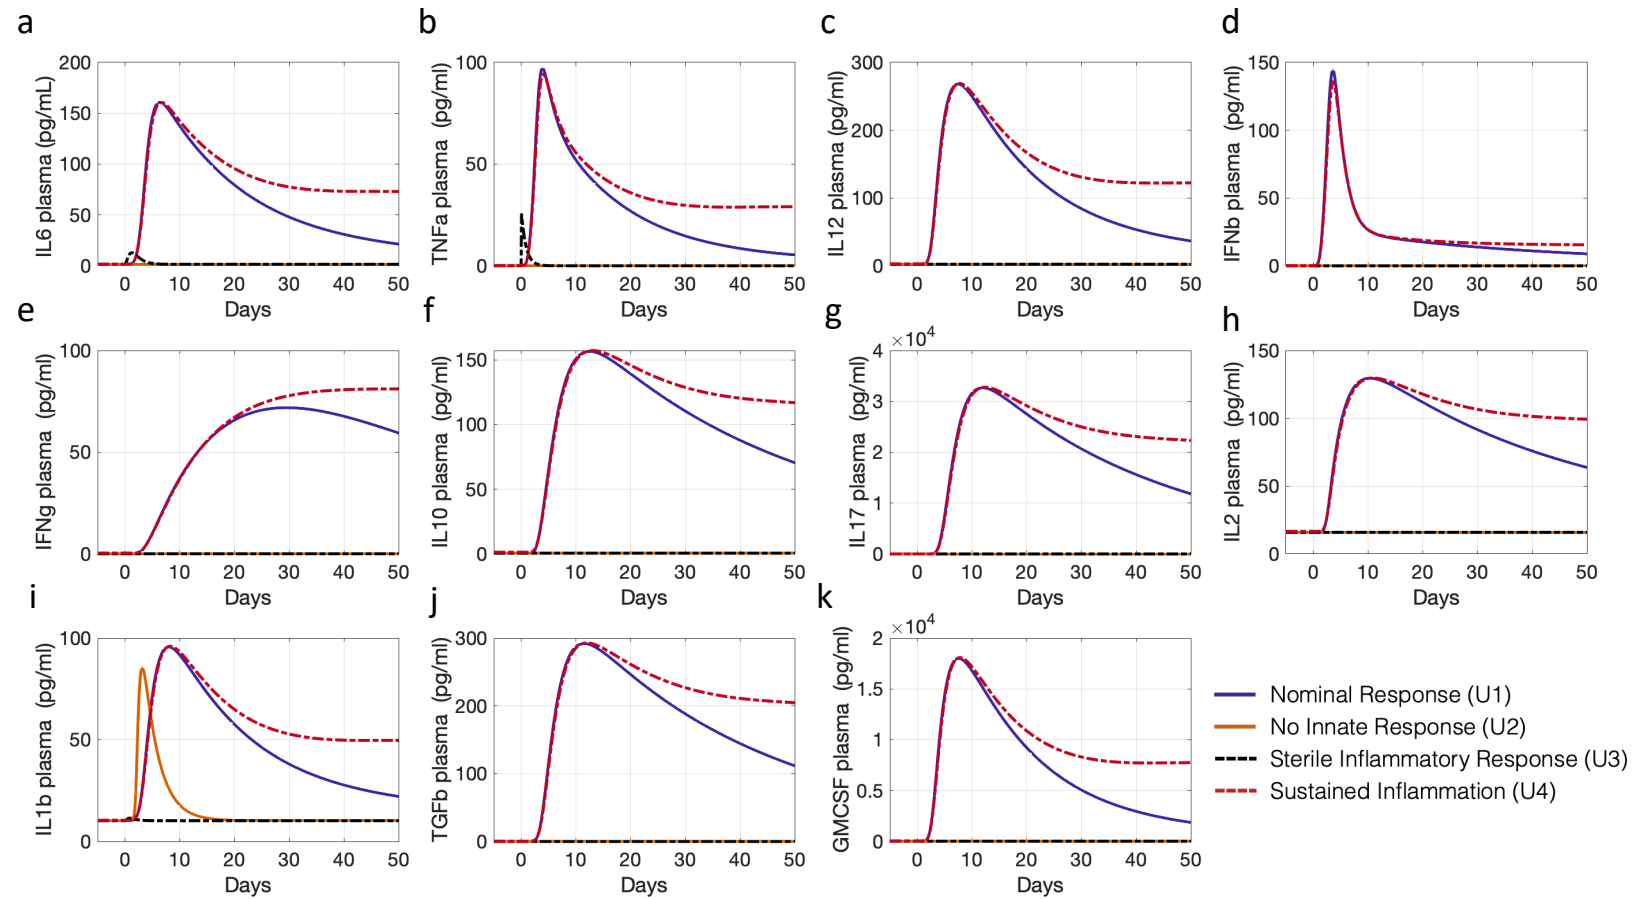 a
b
c
d
IL6 plasma (pg/mL)
200
150
100
50
0
0 10 20 30 40 50
Days
TNFa plasma (pg/ml)
100
50
0
0 10 20 30 40 50
Days
IL12 plasma (pg/ml)
300
200
100
0
0 10 20 30 40 50
Days
IFNb plasma (pg/ml)
150
100
50
0
0 10 20 30 40 50
Days
e
f
g
h
IFNg plasma (pg/ml)
100
50
0
0 10 20 30 40 50
Days
IL10 plasma (pg/ml)
150
100
50
0
0 10 20 30 40 50
Days
×10⁴
IL17 plasma (pg/ml)
4
3
2
1
0
0 10 20 30 40 50
Days
IL2 plasma (pg/ml)
150
100
50
0
0 10 20 30 40 50
Days
i
j
k
IL1b plasma (pg/ml)
100
50
0
0 10 20 30 40 50
Days
TGFb plasma (pg/ml)
300
200
100
0
0 10 20 30 40 50
Days
×10⁴
GMCSF plasma (pg/ml)
2
1.5
1
0.5
0
0 10 20 30 40 50
Days
Nominal Response (U1)
No Innate Response (U2)
Sterile Inflammatory Response (U3)
Sustained Inflammation (U4)